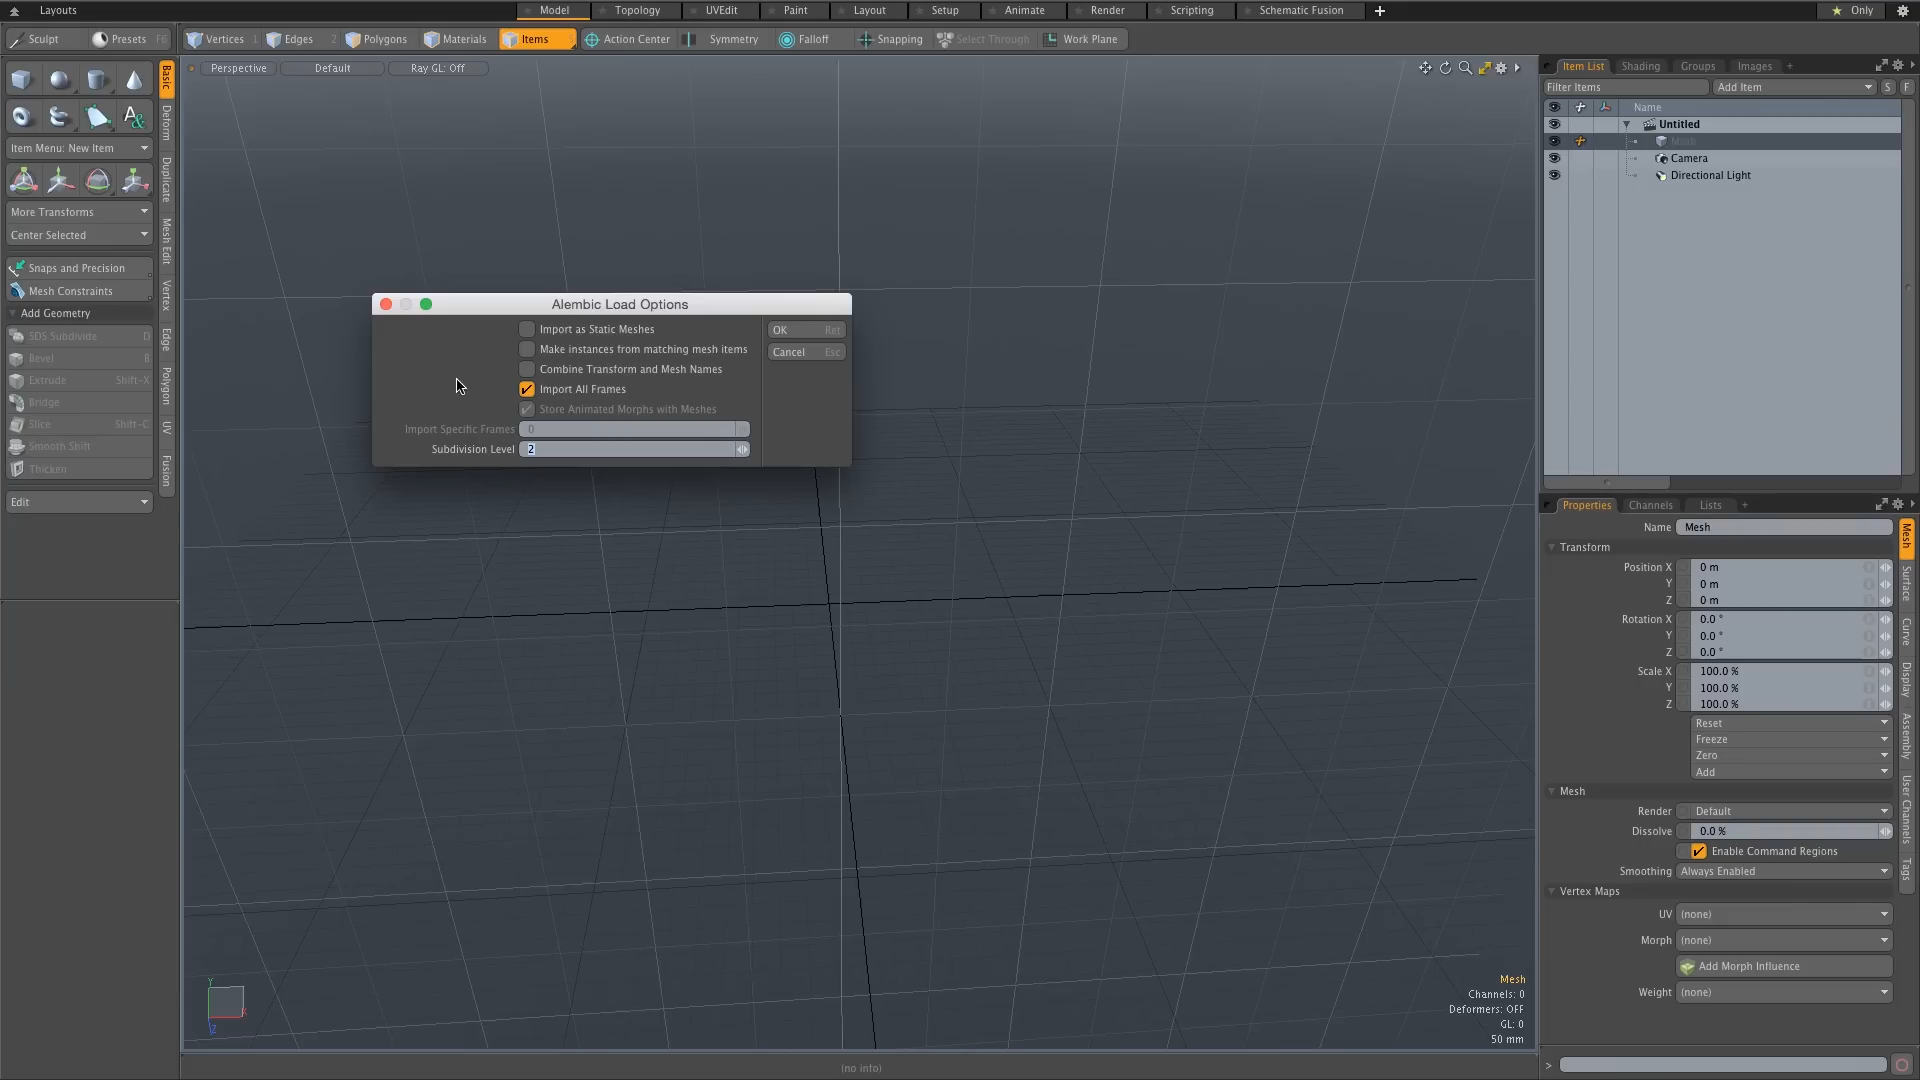 Layouts
Model
Topology
UVEdit
Paint
Layout
Setup
Animate
Render
Scripting
Schematic Fusion
+
Only
Sculpt
Presets F6
Vertices 1
Edges 2
Polygons
Materials
Items 5
Action Center
Symmetry
Falloff
Snapping
Select Through
Work Plane
Perspective
Default
Ray GL: Off
Basic
Deform
Duplicate
Mesh Edit
Vertex
Edge
Polygon
UV
Fusion
Item Menu: New Item
More Transforms
Center Selected
Snaps and Precision
Mesh Constraints
Add Geometry
SDS Subdivide D
Bevel B
Extrude Shift-X
Bridge
Slice Shift-C
Smooth Shift
Thicken
Edit
Alembic Load Options
Import as Static Meshes
Make instances from matching mesh items
Combine Transform and Mesh Names
Import All Frames
Store Animated Morphs with Meshes
Import Specific Frames 0
Subdivision Level 2
OK Ret
Cancel Esc
Y
X
Z
Mesh
Channels: 0
Deformers: OFF
GL: 0
50 mm
(no info)
Item List
Shading
Groups
Images
+
Filter Items
Add Item
S
F
Name
Untitled
Mesh
Camera
Directional Light
Properties
Channels
Lists
+
Name Mesh
Transform
Position X 0 m
Y 0 m
Z 0 m
Rotation X 0.0 °
Y 0.0 °
Z 0.0 °
Scale X 100.0 %
Y 100.0 %
Z 100.0 %
Reset
Freeze
Zero
Add
Mesh
Render Default
Dissolve 0.0 %
Enable Command Regions
Smoothing Always Enabled
Vertex Maps
UV (none)
Morph (none)
Add Morph Influence
Weight (none)
Mesh
Surface
Curve
Display
Assembly
User Channels
Tags
>